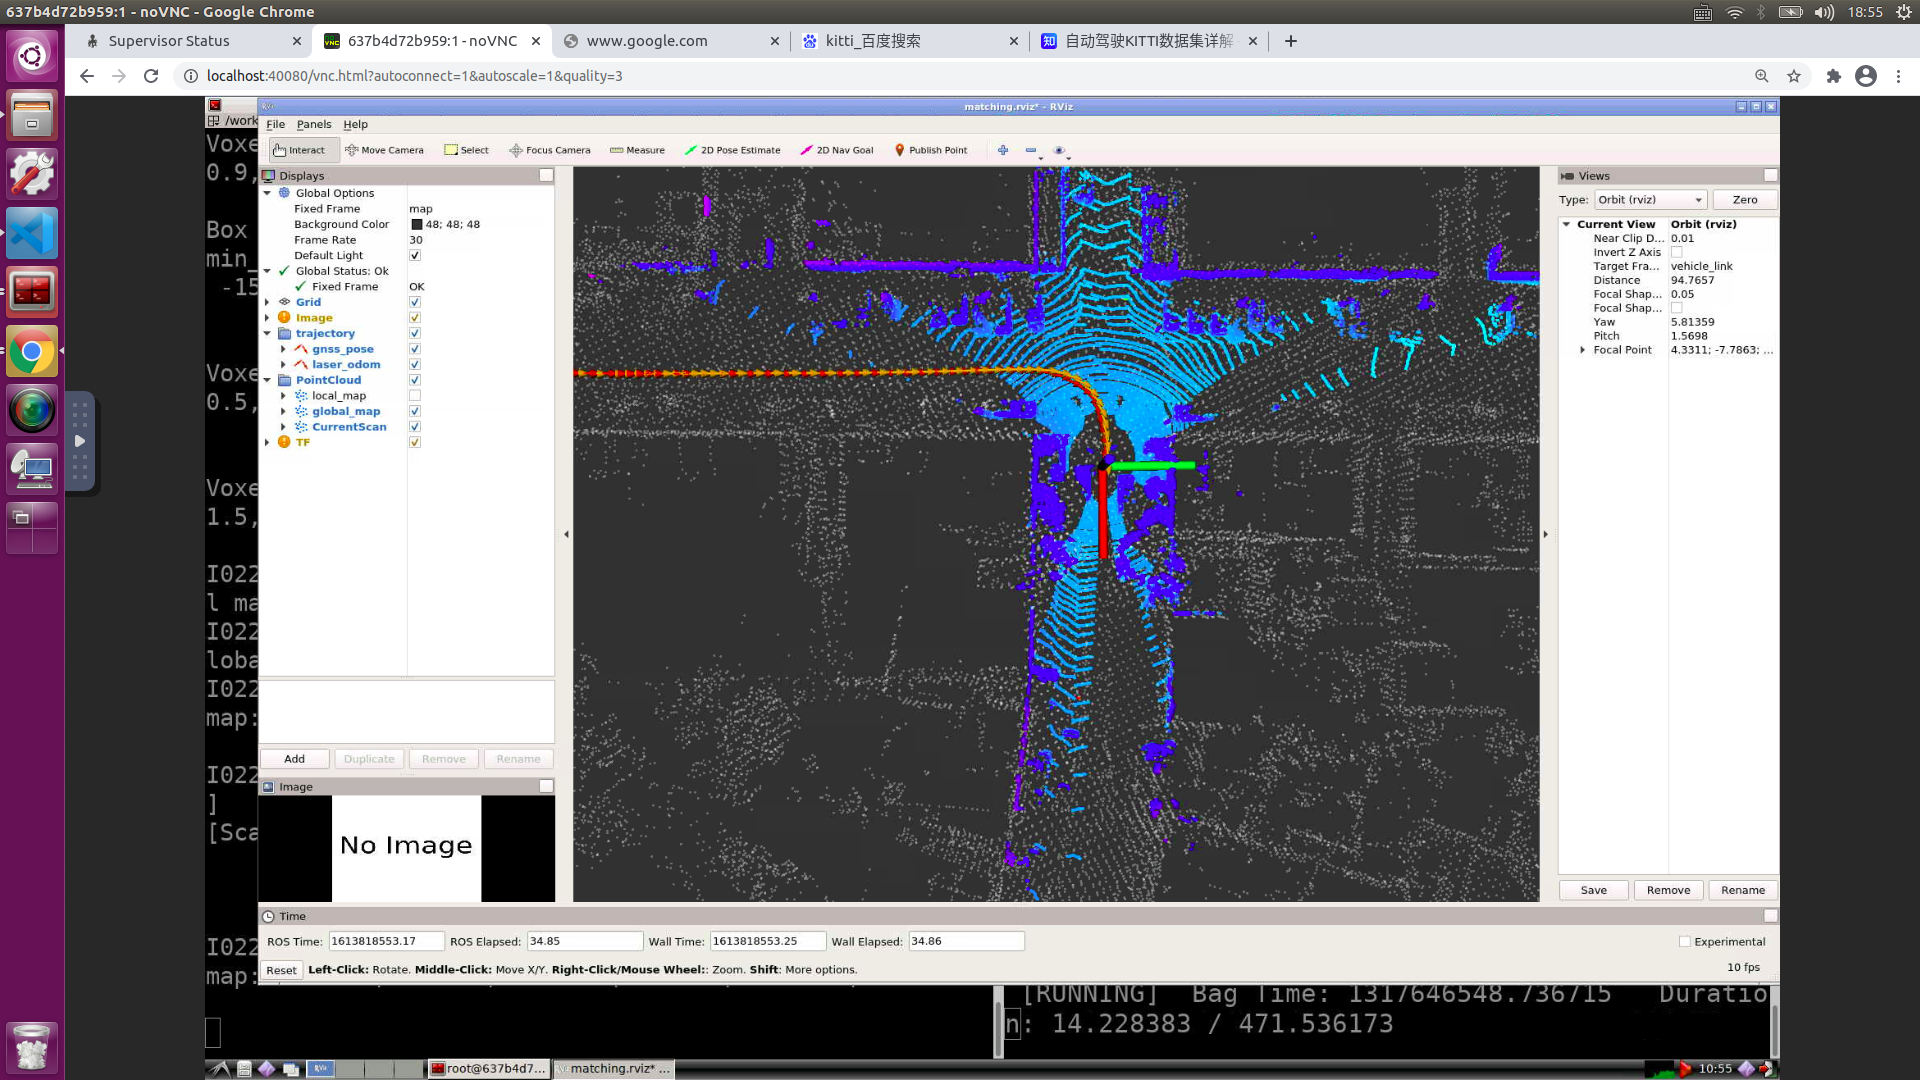 637b4d72b959:1 - noVNC - Google Chrome
18:55
Supervisor Status
637b4d72b959:1 - noVNC
www.google.com
kitti_百度搜索
自动驾驶KITTI数据集详解
localhost:40080/vnc.html?autoconnect=1&autoscale=1&quality=3
matching.rviz* - RViz
/work
File Panels Help
Interact Move Camera Select Focus Camera Measure 2D Pose Estimate 2D Nav Goal Publish Point
Displays
Global Options
Fixed Frame map
Background Color 48; 48; 48
Frame Rate 30
Default Light
Global Status: Ok
Fixed Frame OK
Grid
Image
trajectory
gnss_pose
laser_odom
PointCloud
local_map
global_map
CurrentScan
TF
Add Duplicate Remove Rename
Image
No Image
Voxe
0.9,
Box
min_
-15
Voxe
0.5,
Voxe
1.5,
I022
l ma
I022
loba
I022
map:
I022
]
[Sca
I022
map:
Views
Type: Orbit (rviz) Zero
Current View Orbit (rviz)
Near Clip D... 0.01
Invert Z Axis
Target Fra... vehicle_link
Distance 94.7657
Focal Shap... 0.05
Focal Shap...
Yaw 5.81359
Pitch 1.5698
Focal Point 4.3311; -7.7863; ...
Save Remove Rename
Time
ROS Time: 1613818553.17 ROS Elapsed: 34.85 Wall Time: 1613818553.25 Wall Elapsed: 34.86 Experimental
Reset Left-Click: Rotate. Middle-Click: Move X/Y. Right-Click/Mouse Wheel:: Zoom. Shift: More options. 10 fps
[RUNNING] Bag Time: 1317646548.736715 Duratio
n: 14.228383 / 471.536173
root@637b4d7...
matching.rviz* ...
10:55